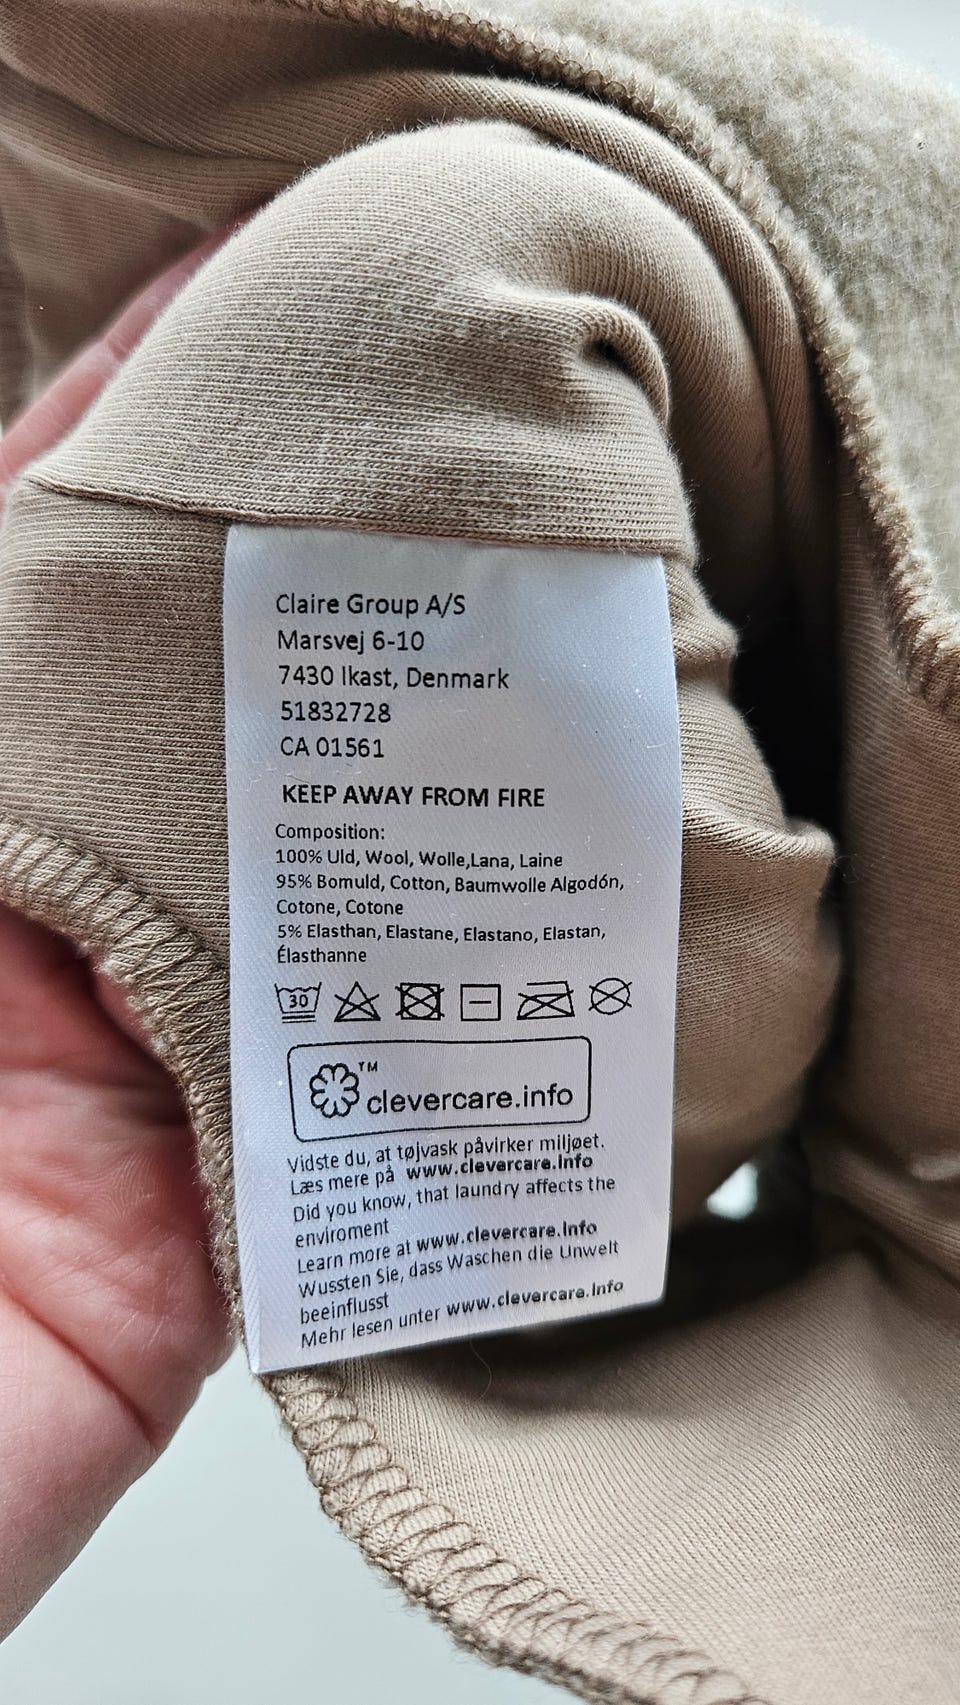 Claire Group A/S
Marsvej 6-10
7430 Ikast, Denmark
51832728
CA 01561
KEEP AWAY FROM FIRE
Composition:
100% Uld, Wool, Wolle,Lana, Laine
95% Bomuld, Cotton, Baumwolle Algodón,
Cotone, Cotone
5% Elasthan, Elastane, Elastano, Elastan,
Élasthanne
30
™
clevercare.info
Vidste du, at tøjvask påvirker miljøet.
Læs mere på www.clevercare.info
Did you know, that laundry affects the
enviroment
Learn more at www.clevercare.info
Wussten Sie, dass Waschen die Unwelt
beeinflusst
Mehr lesen unter www.clevercare.info